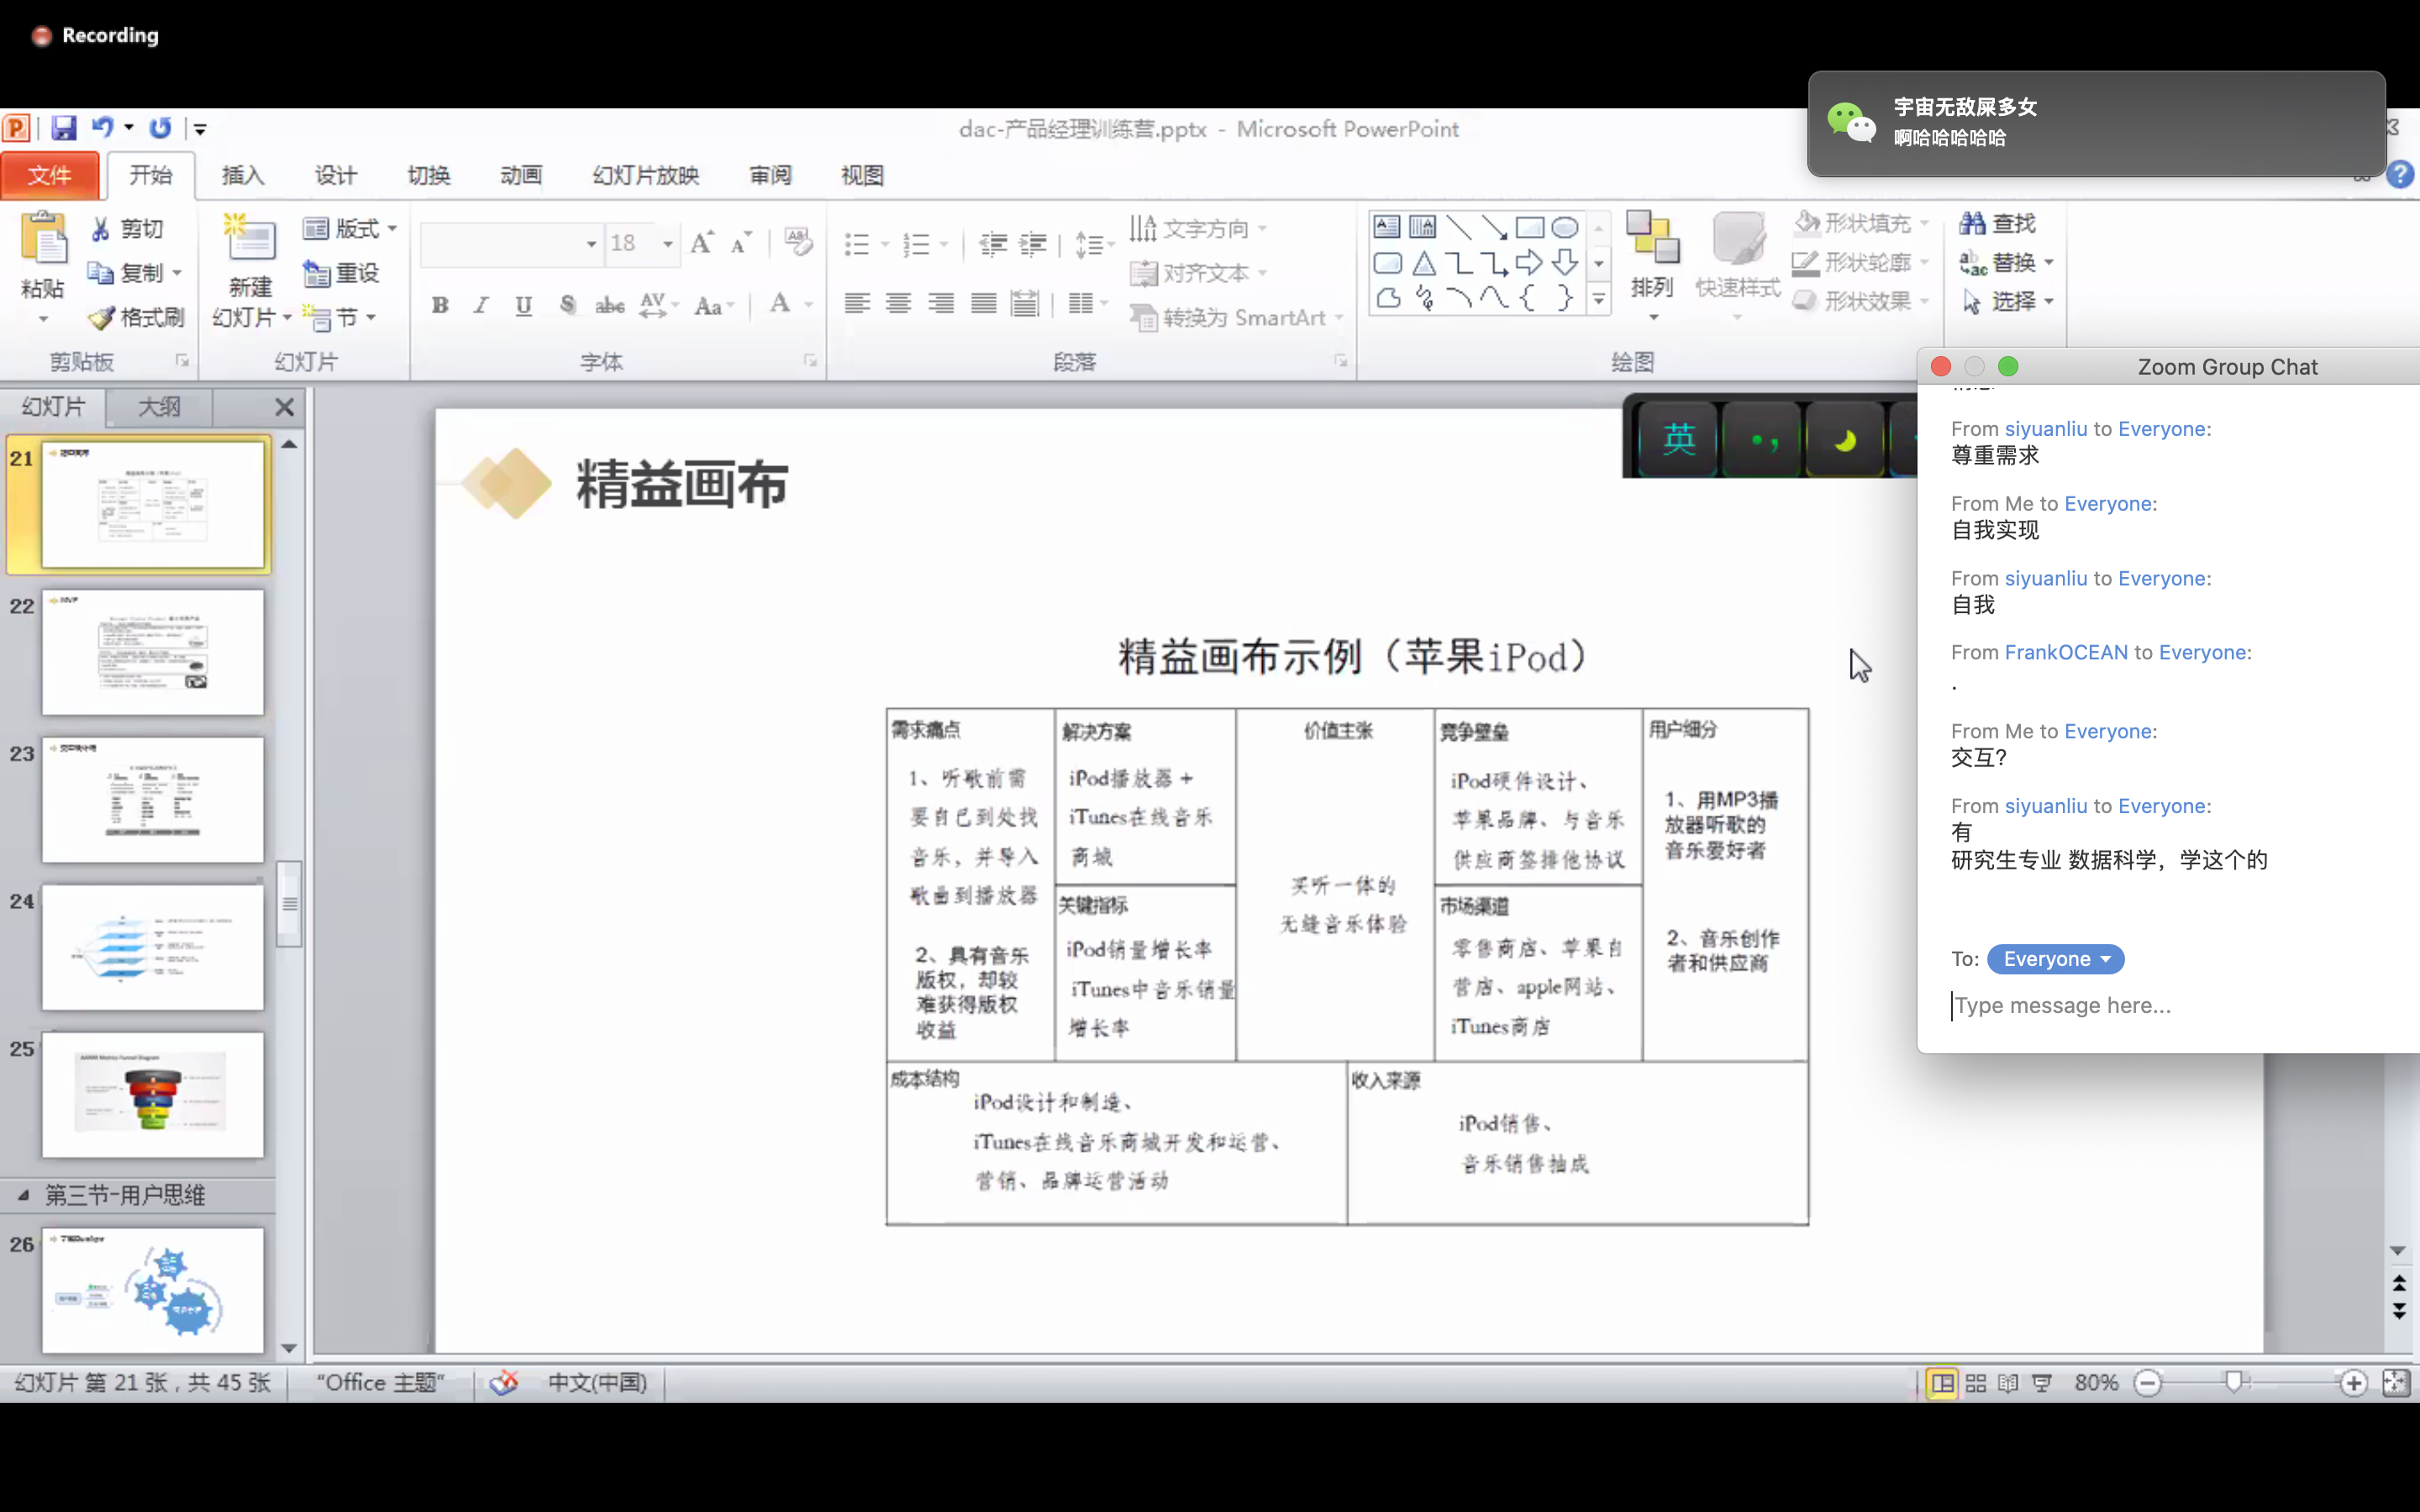 Recording
宇宙无敌屎多女
啊哈哈哈哈哈
dac-产品经理训练营.pptx - Microsoft PowerPoint
文件 开始 插入 设计 切换 动画 幻灯片放映 审阅 视图
粘贴 剪切 复制 格式刷
剪贴板
新建
幻灯片
版式
重设
节
幻灯片
18
字体
文字方向
对齐文本
转换为 SmartArt
段落
排列
快速样式
形状填充
形状轮廓
形状效果
绘图
查找
替换
选择
幻灯片 大纲
21
22
23
24
25
第三节-用户思维
26
英
精益画布
精益画布示例（苹果iPod）
需求痛点
1、听歌前需
要自己到处找
音乐，并导入
歌曲到播放器
2、具有音乐
版权，却较
难获得版权
收益
解决方案
iPod播放器 +
iTunes在线音乐
商城
关键指标
iPod销量增长率
iTunes中音乐销量
增长率
价值主张
买听一体的
无缝音乐体验
竞争壁垒
iPod硬件设计、
苹果品牌、与音乐
供应商签排他协议
市场渠道
零售商店、苹果自
营店、apple网站、
iTunes商店
用户细分
1、用MP3播
放器听歌的
音乐爱好者
2、音乐创作
者和供应商
成本结构
iPod设计和制造、
iTunes在线音乐商城开发和运营、
营销、品牌运营活动
收入来源
iPod销售、
音乐销售抽成
Zoom Group Chat
From siyuanliu to Everyone:
尊重需求
From Me to Everyone:
自我实现
From siyuanliu to Everyone:
自我
From FrankOCEAN to Everyone:
.
From Me to Everyone:
交互?
From siyuanliu to Everyone:
有
研究生专业 数据科学，学这个的
To: Everyone
Type message here...
幻灯片 第 21 张，共 45 张
"Office 主题"
中文(中国)
80%